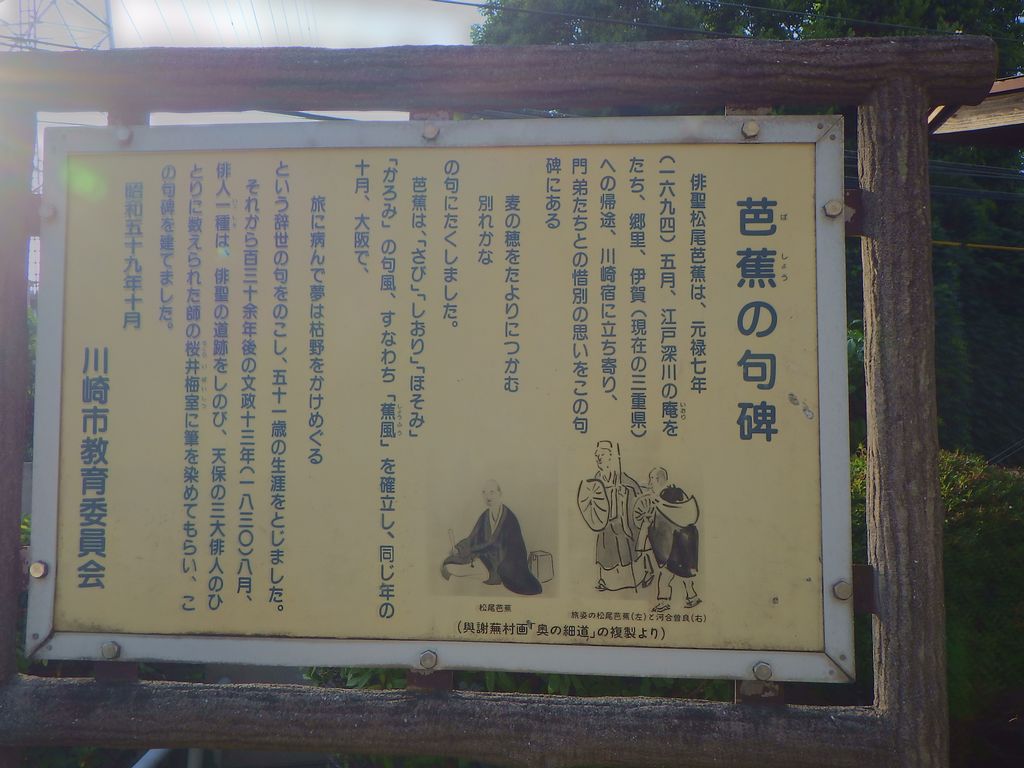 芭蕉の句碑
俳聖松尾芭蕉は、元禄七年
(一六九四)五月、江戸深川の庵を
たち、郷里、伊賀(現在の三重県)
への帰途、川崎宿に立ち寄り、
門弟たちとの惜別の思いをこの句
碑にある
麦の穂をたよりにつかむ
別れかな
の句にたくしました。
芭蕉は、「さび」「しおり」「ほそみ」
「かろみ」の句風、すなわち「蕉風」を確立し、同じ年の
十月、大阪で、
旅に病んで夢は枯野をかけめぐる
という辞世の句をのこし、五十一歳の生涯をとじました。
それから百三十余年後の文政十三年(一八三〇)八月、
俳人一種は、俳聖の道跡をしのび、天保の三大俳人のひ
とりに数えられた師の桜井梅室に筆を染めてもらい、こ
の句碑を建てました。
昭和五十九年十月
川崎市教育委員会
松尾芭蕉
旅姿の松尾芭蕉(左)と河合曽良(右)
(與謝蕪村画「奥の細道」の複製より)